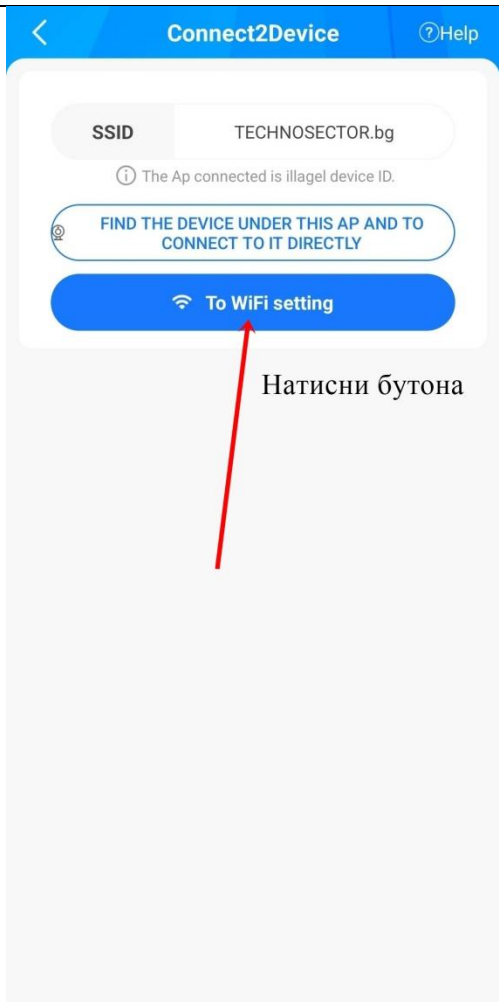 Connect2Device
?Help
SSID
TECHNOSECTOR.bg
The Ap connected is illagel device ID.
FIND THE DEVICE UNDER THIS AP AND TO
CONNECT TO IT DIRECTLY
To WiFi setting
Натисни бутона